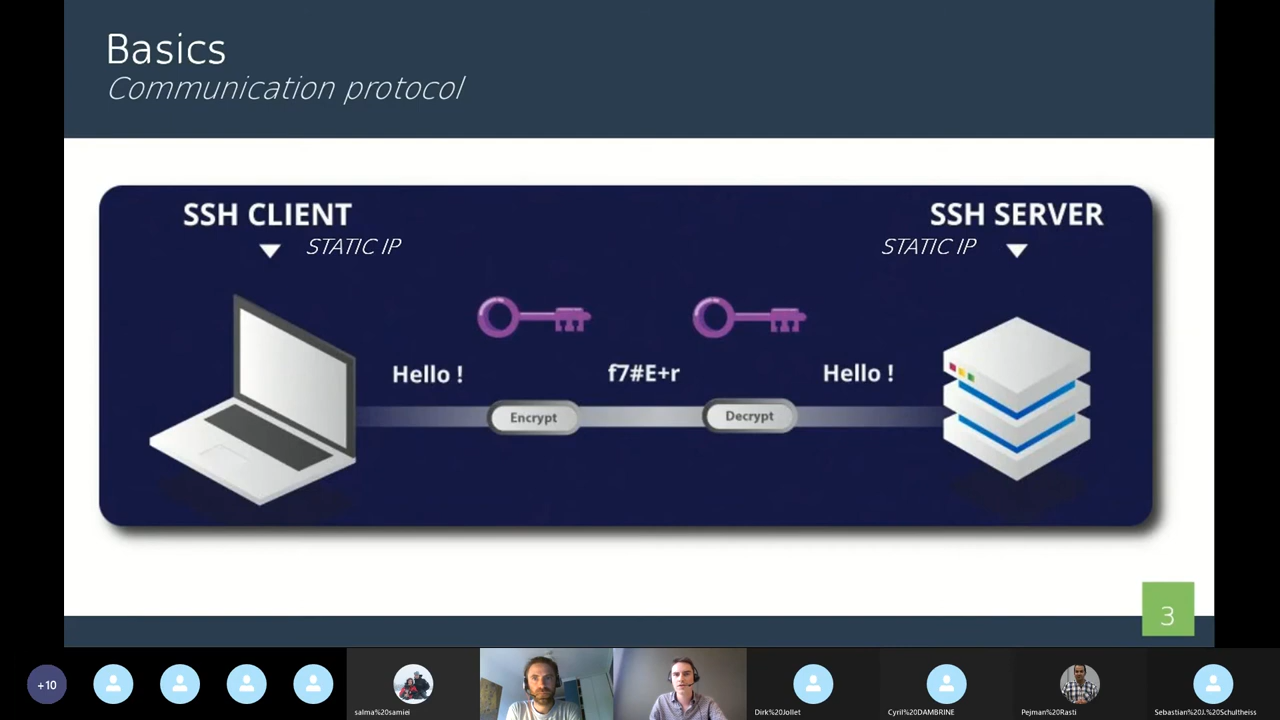 Basics
Communication protocol
SSH CLIENT
SSH SERVER
STATIC IP
STATIC IP
Hello !
f7#E+r
Hello !
Encrypt
Decrypt
3
+10
salma%20samiei
Dirk%20Jollet
Cyril%20DAMBRINE
Pejman%20Rasti
Sebastian%20J.%20Schultheiss